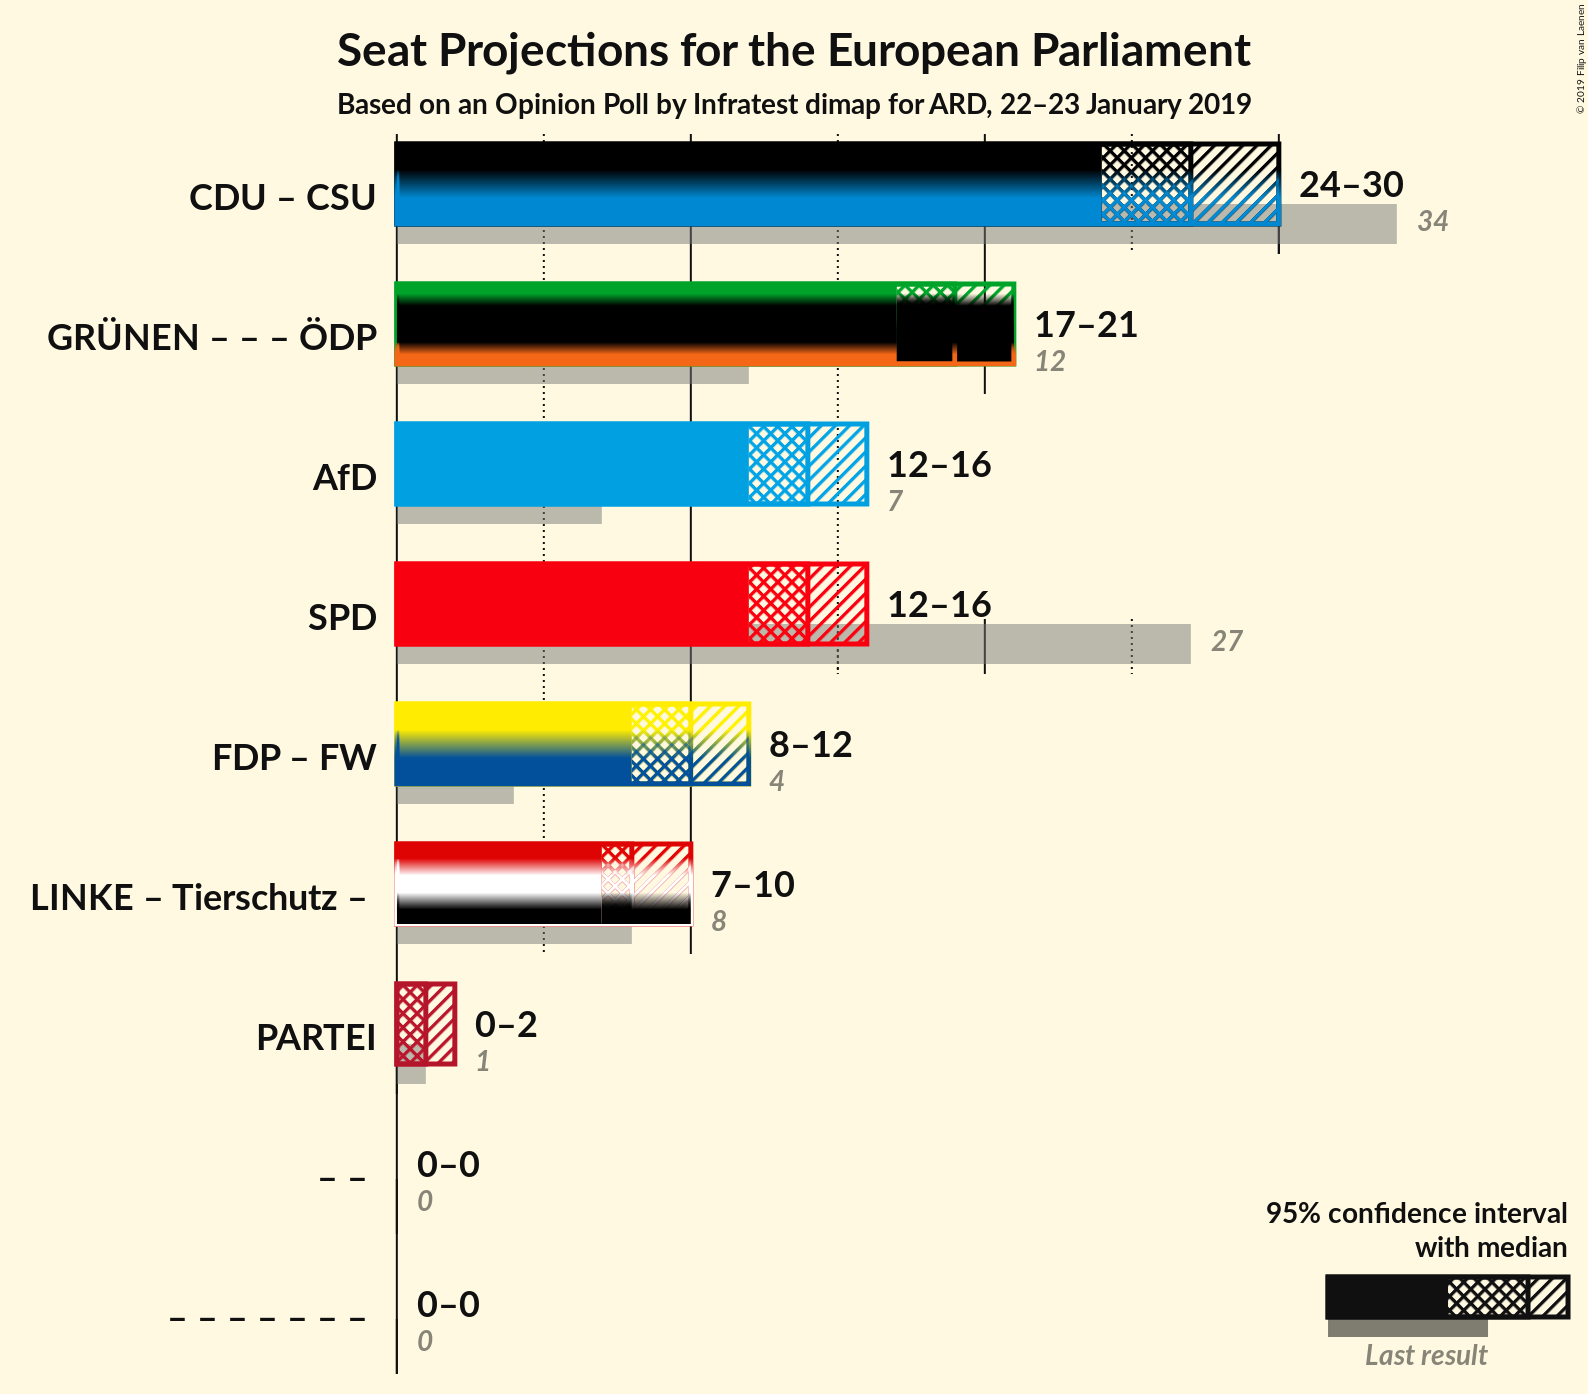 Seat Projections for the European Parliament
Based on an Opinion Poll by Infratest dimap for ARD, 22–23 January 2019
© 2019 Filip van Laenen
CDU – CSU
24–30
34
GRÜNEN – – – ÖDP
17–21
12
AfD
12–16
7
SPD
12–16
27
FDP – FW
8–12
4
LINKE – Tierschutz –
7–10
8
PARTEI
0–2
1
– –
0–0
0
– – – – – – –
0–0
0
95% confidence interval
with median
Last result